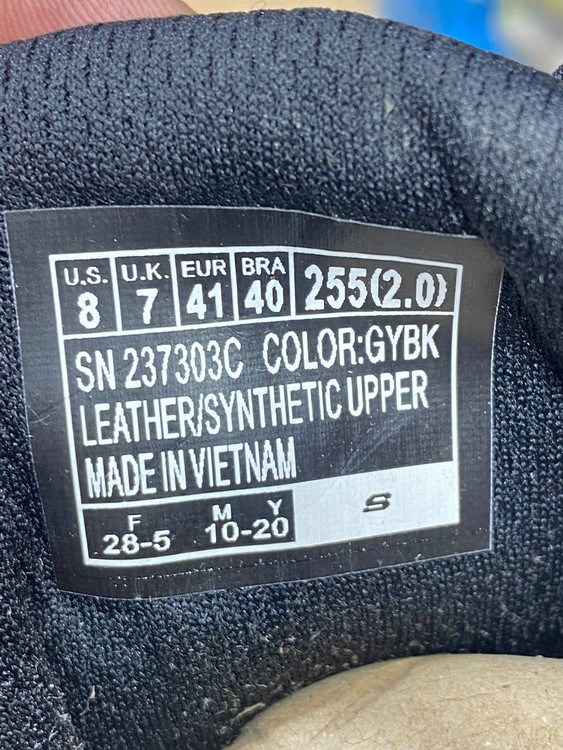 U.S. U.K. EUR BRA 255(2.0)
8 7 41 40
SN 237303C COLOR:GYBK
LEATHER/SYNTHETIC UPPER
MADE IN VIETNAM
F M Y S
28-5 10-20